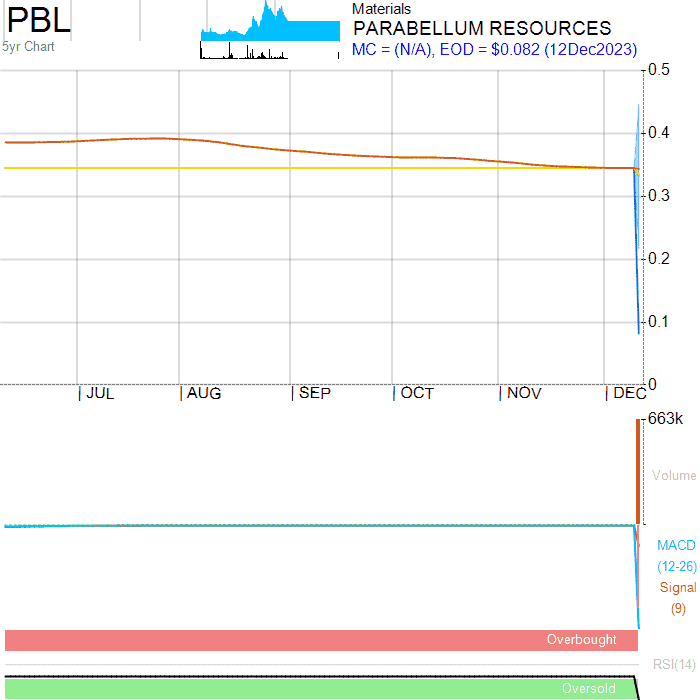 PBL
5yr Chart
Materials
PARABELLUM RESOURCES
MC = (N/A), EOD = $0.082 (12Dec2023)
0.5
0.4
0.3
0.2
0.1
0
| JUL | AUG | SEP | OCT | NOV | DEC
663k
Volume
MACD
(12-26)
Signal
(9)
Overbought
RSI(14)
Oversold